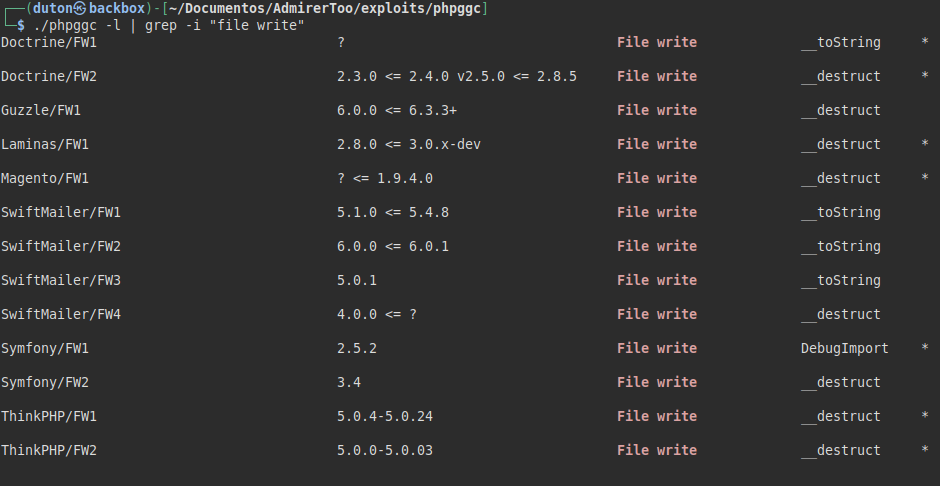 ┌──(duton㉿backbox)-[~/Documentos/AdmirerToo/exploits/phpggc]
└─$ ./phpggc -l | grep -i "file write"
Doctrine/FW1 ? File write __toString *
Doctrine/FW2 2.3.0 <= 2.4.0 v2.5.0 <= 2.8.5 File write __destruct *
Guzzle/FW1 6.0.0 <= 6.3.3+ File write __destruct
Laminas/FW1 2.8.0 <= 3.0.x-dev File write __destruct *
Magento/FW1 ? <= 1.9.4.0 File write __destruct *
SwiftMailer/FW1 5.1.0 <= 5.4.8 File write __toString
SwiftMailer/FW2 6.0.0 <= 6.0.1 File write __toString
SwiftMailer/FW3 5.0.1 File write __toString
SwiftMailer/FW4 4.0.0 <= ? File write __destruct
Symfony/FW1 2.5.2 File write DebugImport *
Symfony/FW2 3.4 File write __destruct
ThinkPHP/FW1 5.0.4-5.0.24 File write __destruct *
ThinkPHP/FW2 5.0.0-5.0.03 File write __destruct *